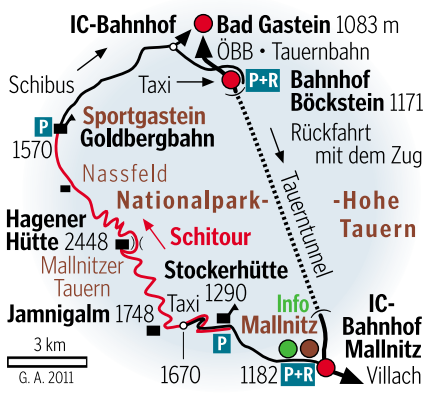 IC-Bahnhof
Bad Gastein 1083 m
ÖBB • Tauernbahn
Schibus
Taxi
P+R
Bahnhof
Böckstein 1171
P
Sportgastein
Goldbergbahn
1570
Rückfahrt
mit dem Zug
Nassfeld
Nationalpark-
-Hohe
Tauern
Tauerntunnel
Hagener
Hütte 2448
Schitour
Mallnitzer
Tauern
Stockerhütte
1290
Taxi
Jamnigalm 1748
Info
Mallnitz
IC-
Bahnhof
Mallnitz
P
3 km
G. A. 2011
1670
1182 P+R
Villach